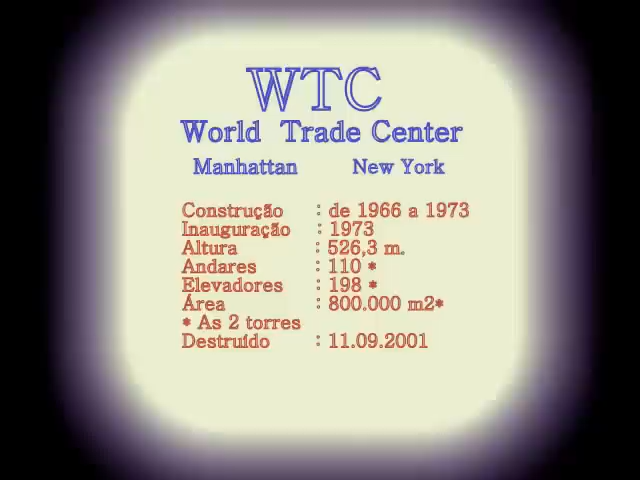 WTC
World Trade Center
Manhattan New York
Construção : de 1966 a 1973
Inauguração : 1973
Altura : 526,3 m.
Andares : 110 *
Elevadores : 198 *
Área : 800.000 m2*
* As 2 torres
Destruído : 11.09.2001